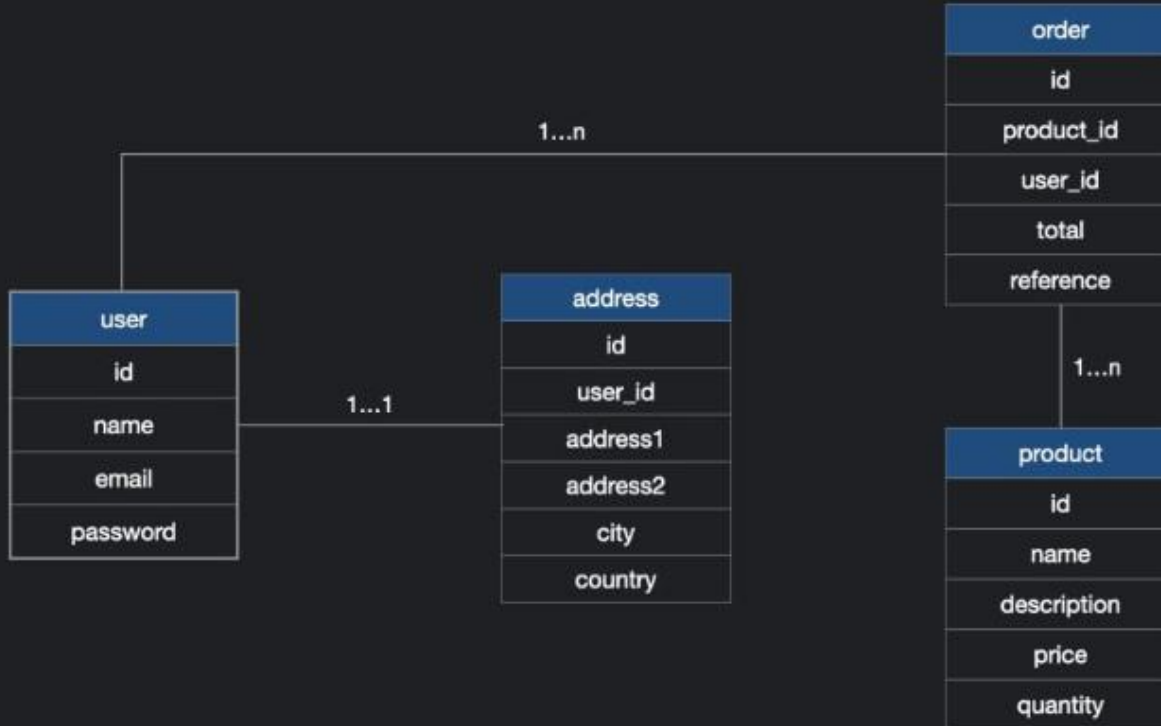 order
id
product_id
user_id
total
reference
1...n
user
id
name
email
password
1...1
address
id
user_id
address1
address2
city
country
1...n
product
id
name
description
price
quantity